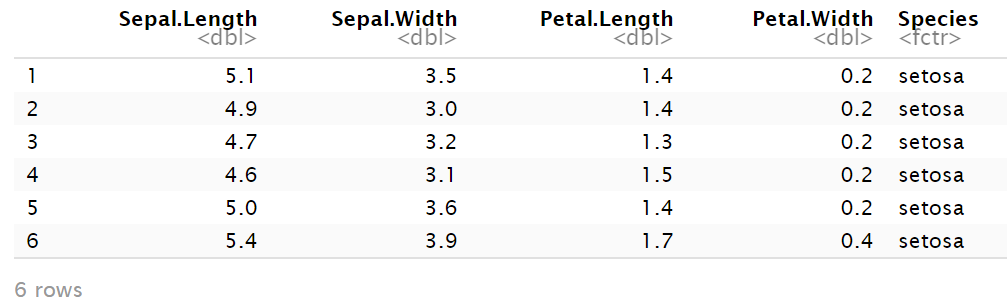 Sepal.Length Sepal.Width Petal.Length Petal.Width Species
<dbl> <dbl> <dbl> <dbl> <fctr>
1 5.1 3.5 1.4 0.2 setosa
2 4.9 3.0 1.4 0.2 setosa
3 4.7 3.2 1.3 0.2 setosa
4 4.6 3.1 1.5 0.2 setosa
5 5.0 3.6 1.4 0.2 setosa
6 5.4 3.9 1.7 0.4 setosa
6 rows